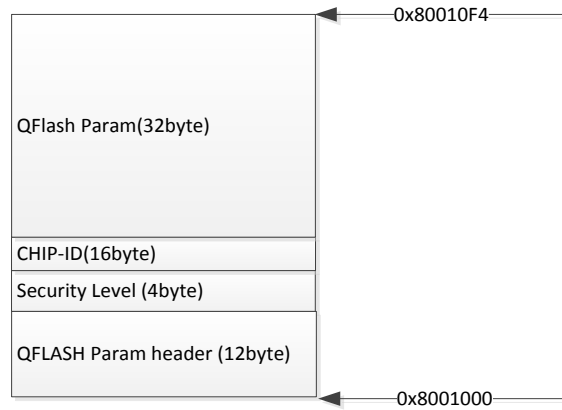 0x80010F4
QFlash Param(32byte)
CHIP-ID(16byte)
Security Level (4byte)
QFLASH Param header (12byte)
0x8001000